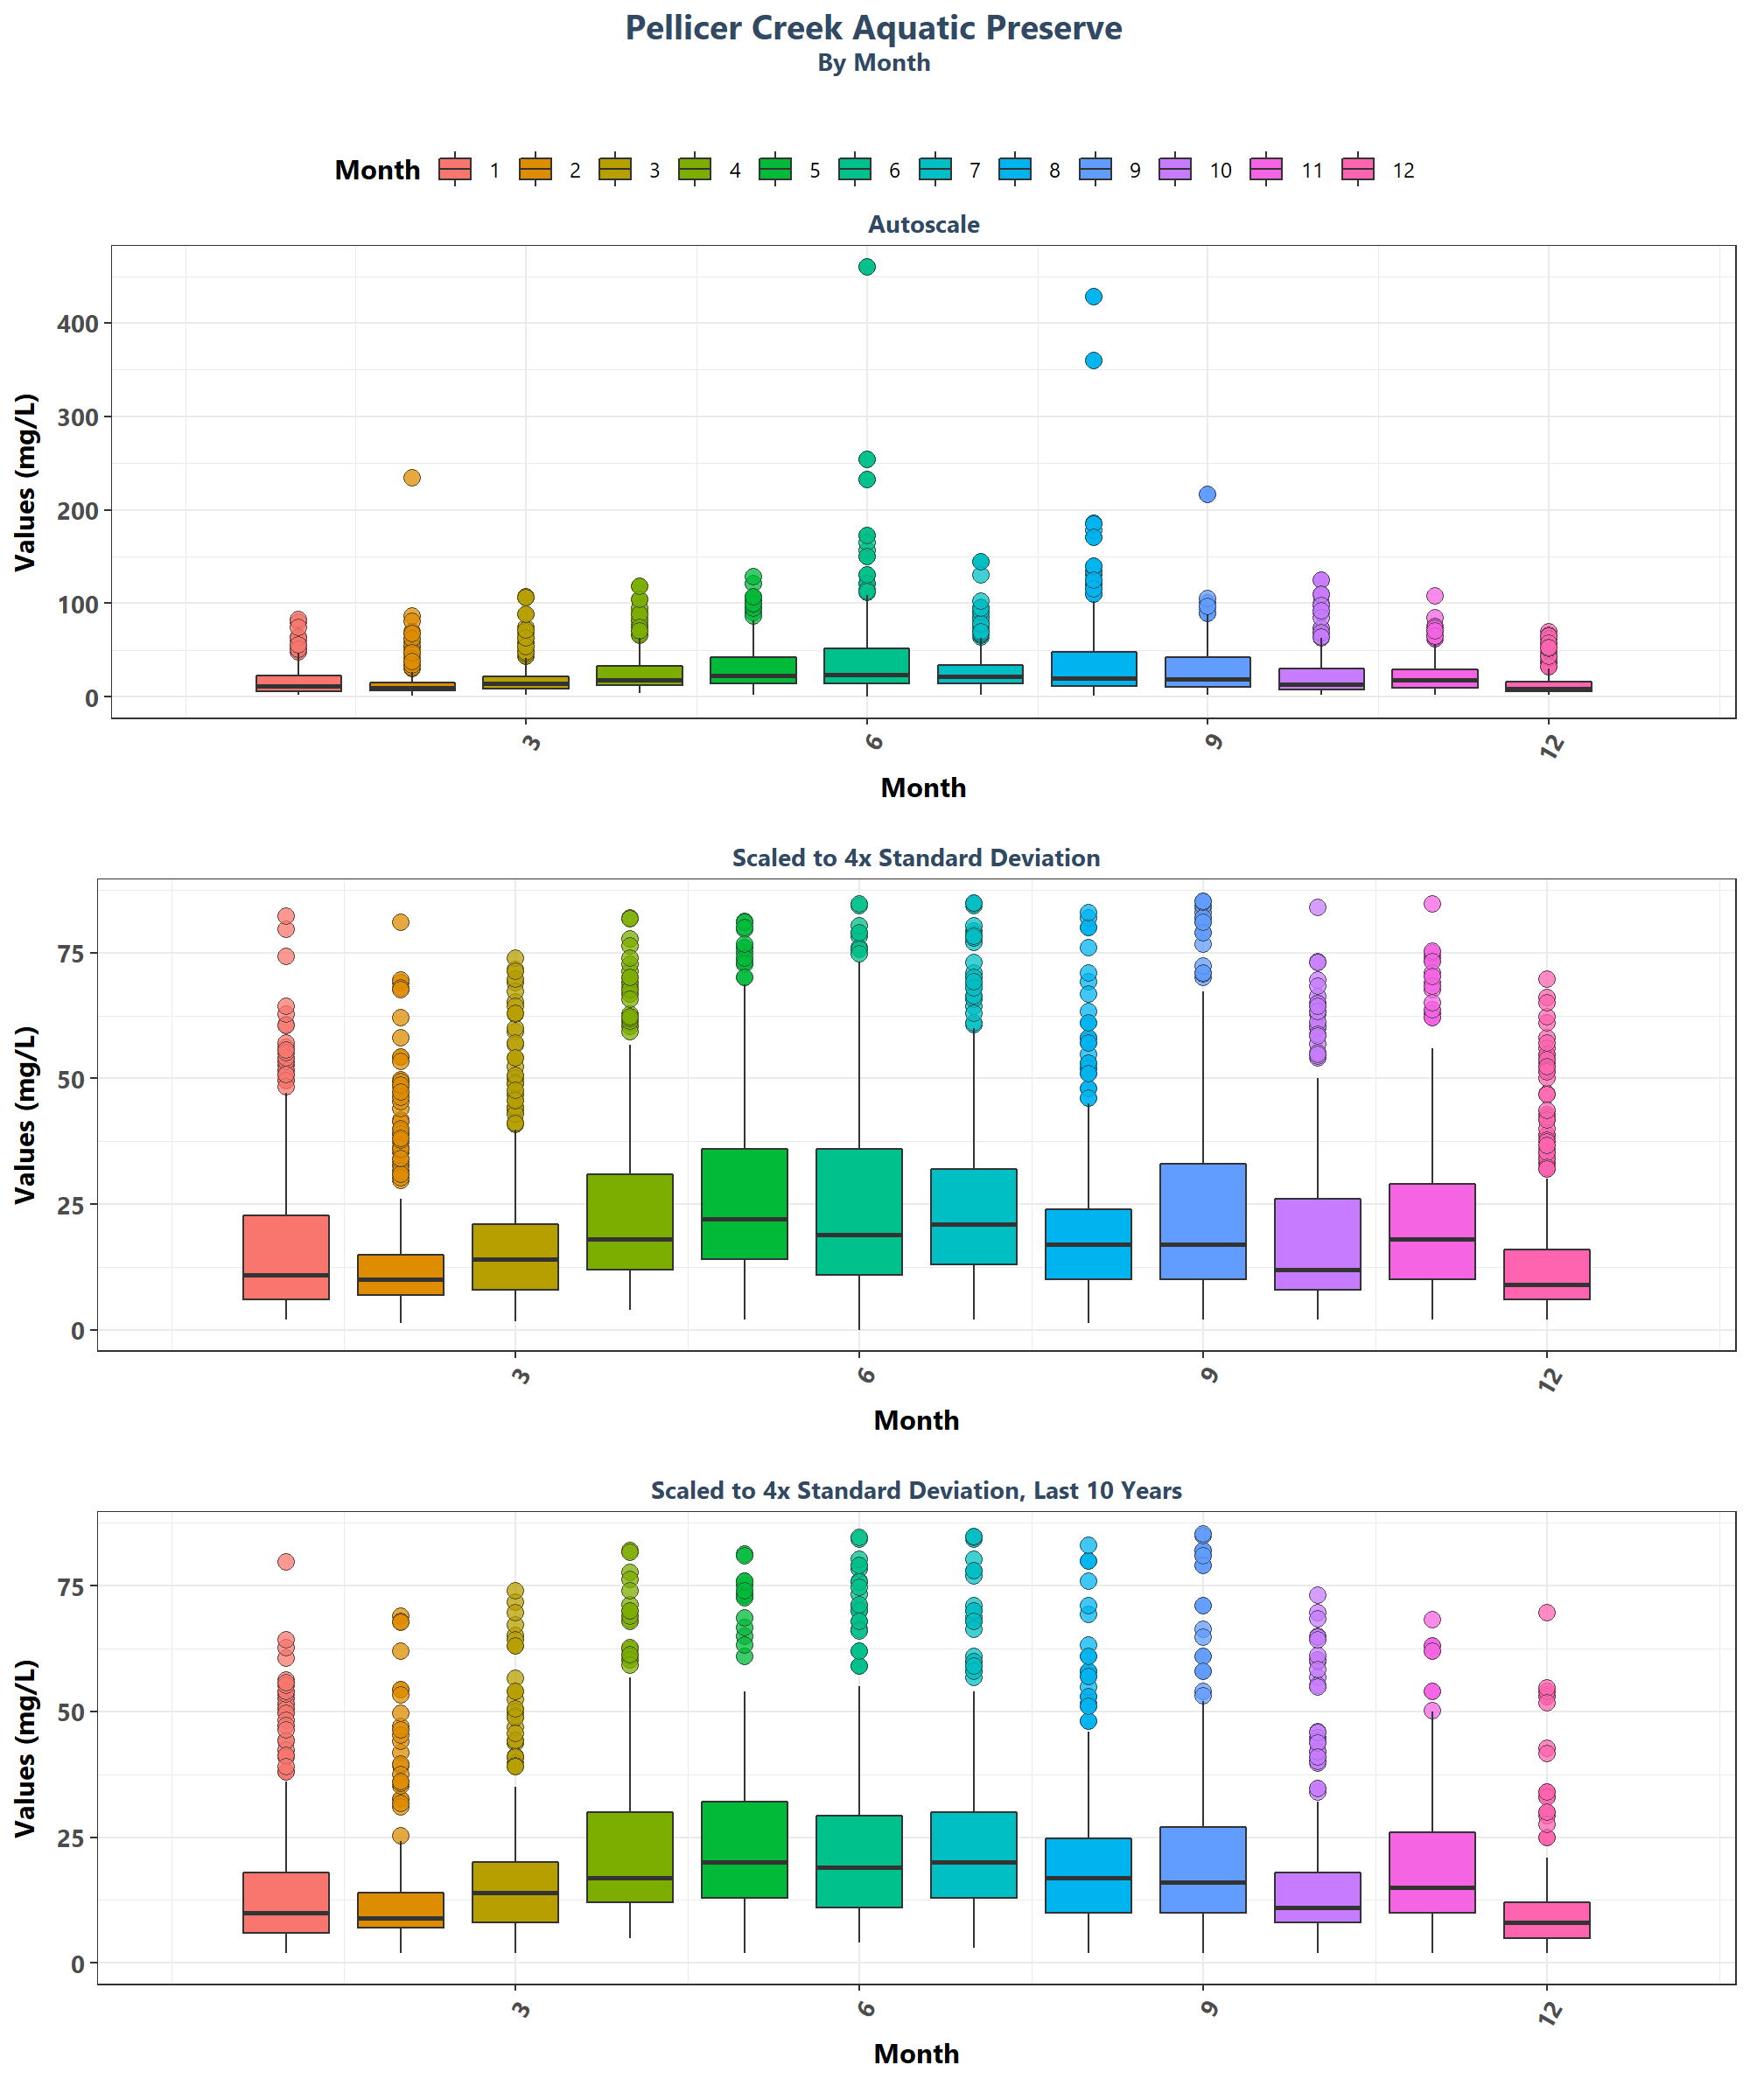 Pellicer Creek Aquatic Preserve
By Month
Month 1 2 3 4 5 6 7 8 9 10 11 12
Autoscale
Values (mg/L)
400
300
200
100
0
3 6 9 12
Month
Scaled to 4x Standard Deviation
Values (mg/L)
75
50
25
0
3 6 9 12
Month
Scaled to 4x Standard Deviation, Last 10 Years
Values (mg/L)
75
50
25
0
3 6 9 12
Month